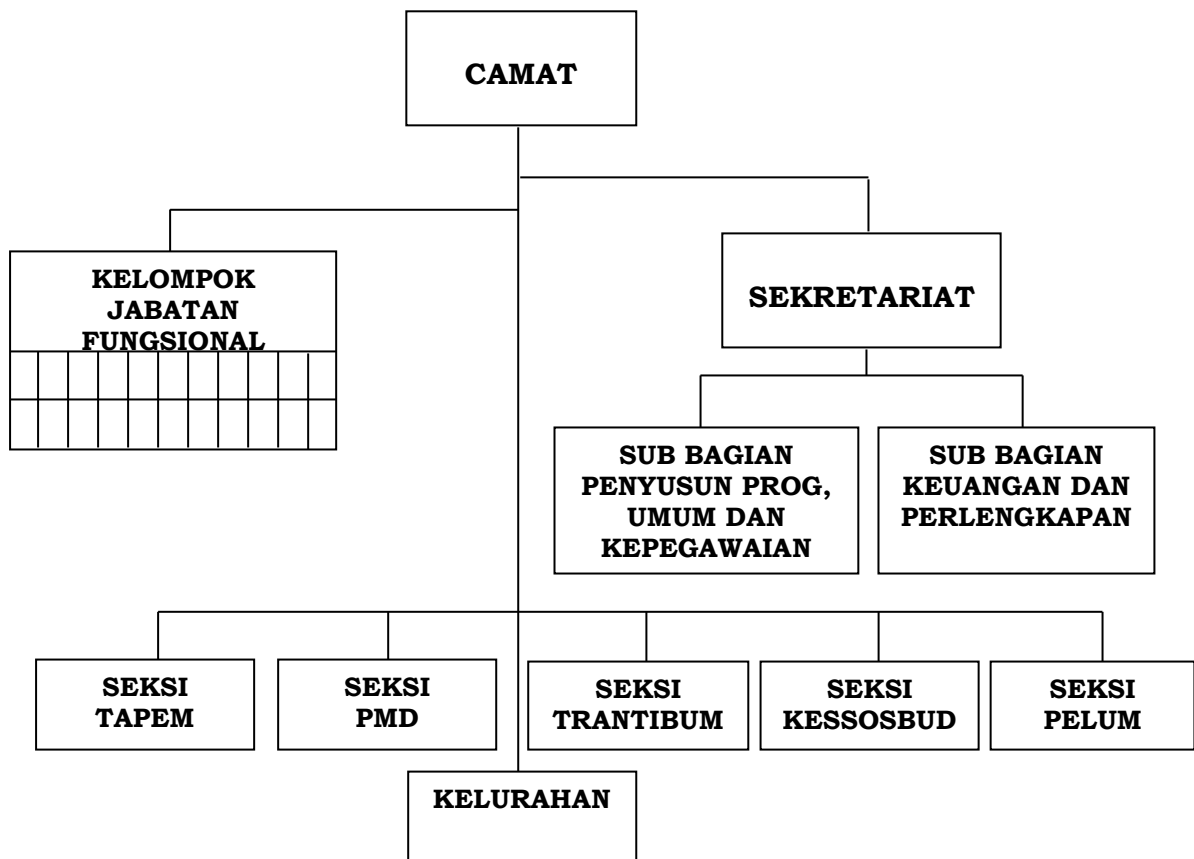 CAMAT
KELOMPOK
JABATAN
FUNGSIONAL
SEKRETARIAT
SUB BAGIAN
PENYUSUN PROG,
UMUM DAN
KEPEGAWAIAN
SUB BAGIAN
KEUANGAN DAN
PERLENGKAPAN
SEKSI
TAPEM
SEKSI
PMD
SEKSI
TRANTIBUM
SEKSI
KESSOSBUD
SEKSI
PELUM
KELURAHAN